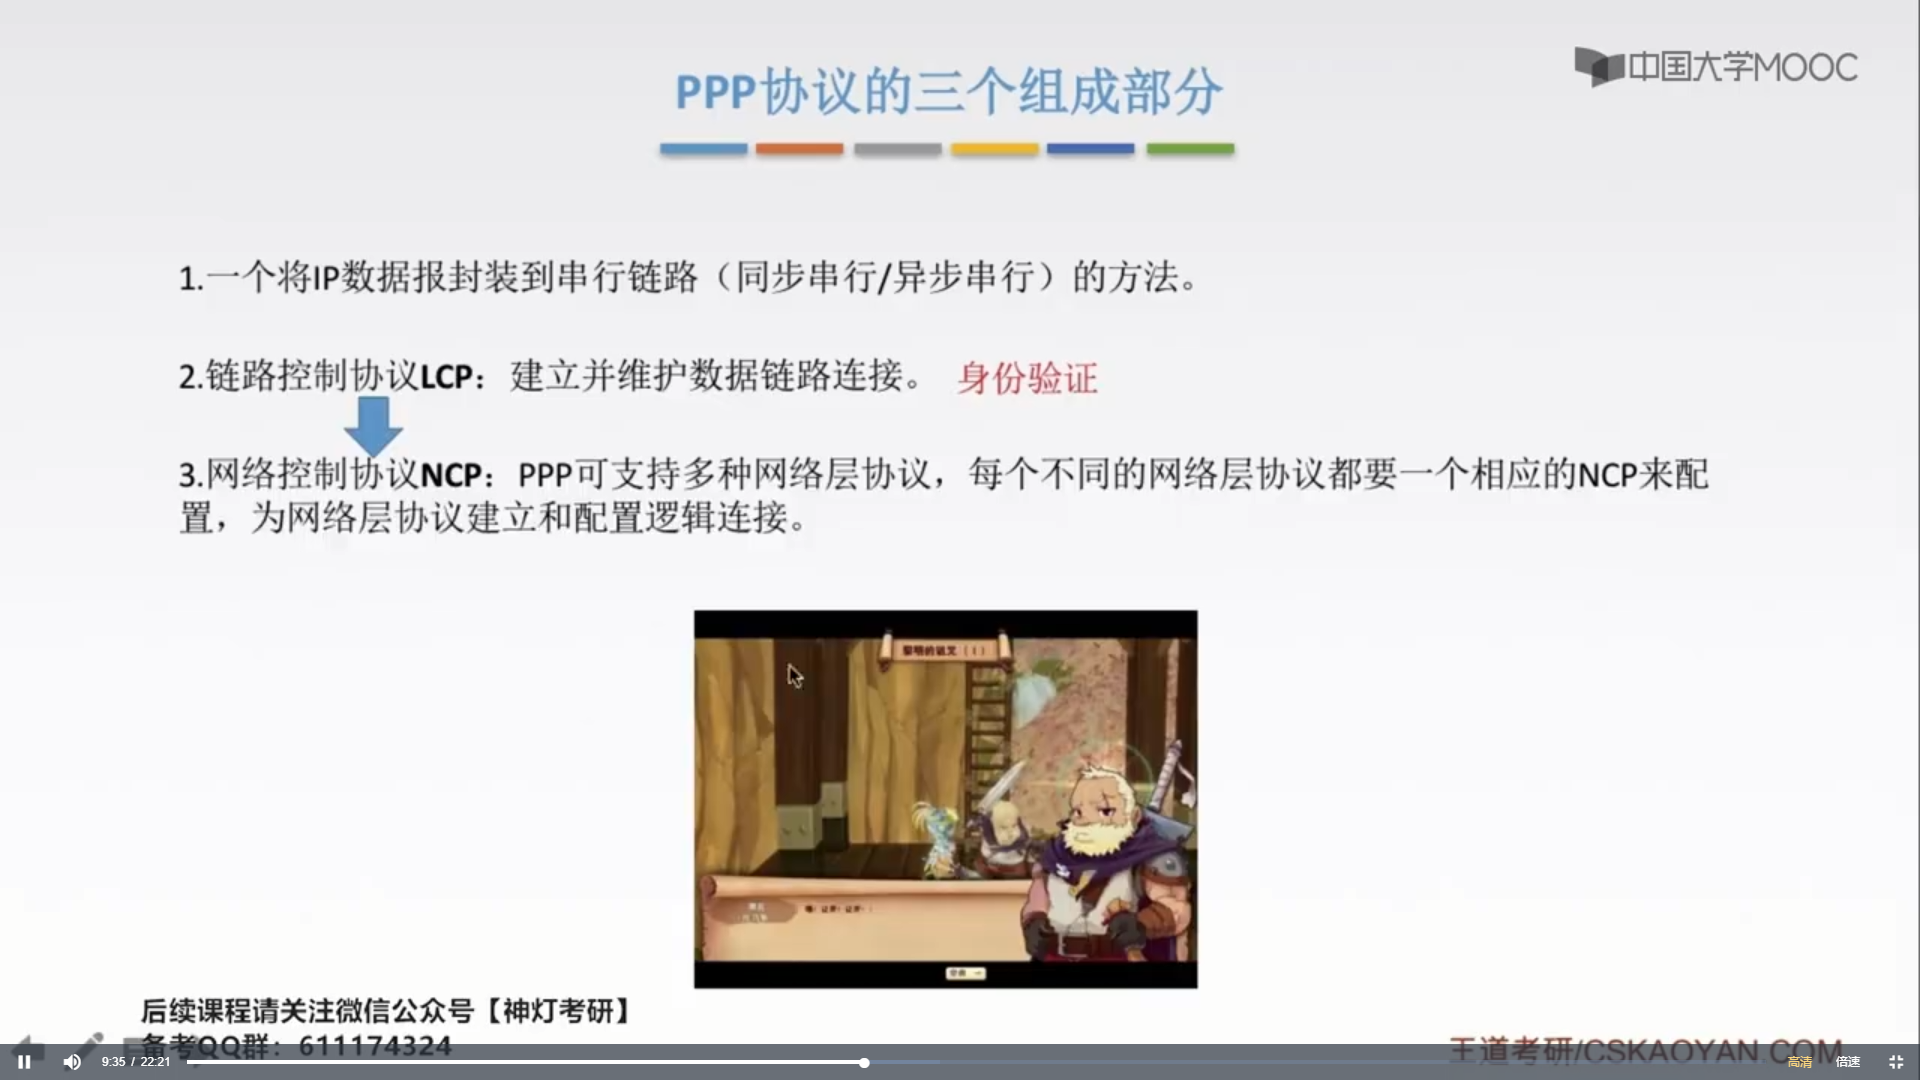 中国大学MOOC
PPP协议的三个组成部分
1.一个将IP数据报封装到串行链路（同步串行/异步串行）的方法。
2.链路控制协议LCP：建立并维护数据链路连接。 身份验证
3.网络控制协议NCP：PPP可支持多种网络层协议，每个不同的网络层协议都要一个相应的NCP来配
置，为网络层协议建立和配置逻辑连接。
后续课程请关注微信公众号【神灯考研】
备考QQ群：611174324
王道考研/CSKAOYAN.COM
9:35 / 22:21
高清 倍速